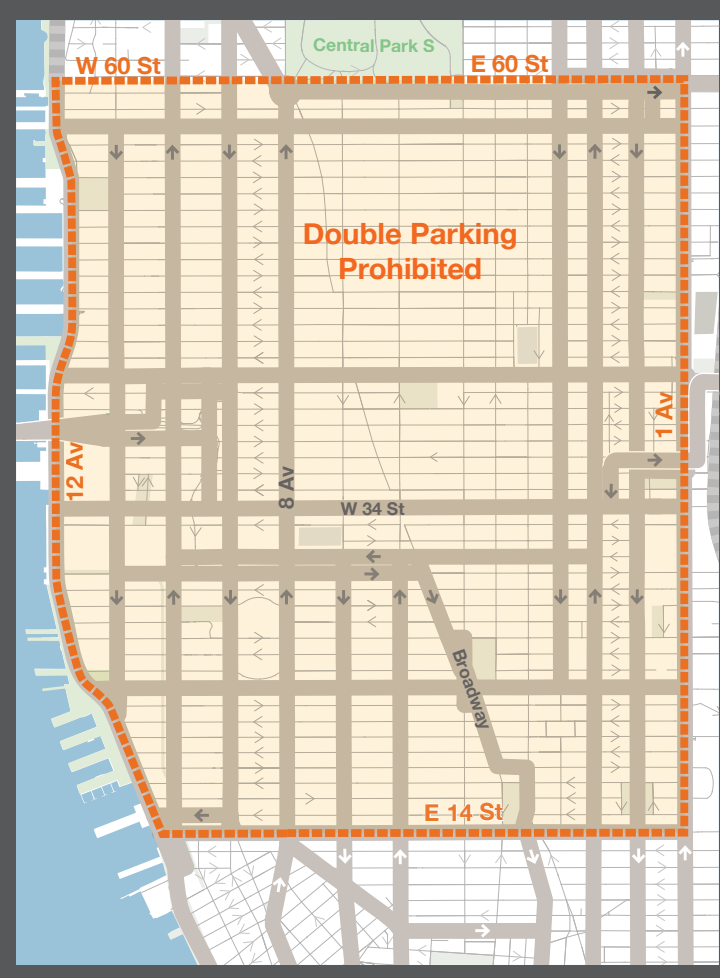 Central Park S
W 60 St
E 60 St
Double Parking
Prohibited
1 Av
12 Av
8 Av
W 34 St
Broadway
E 14 St